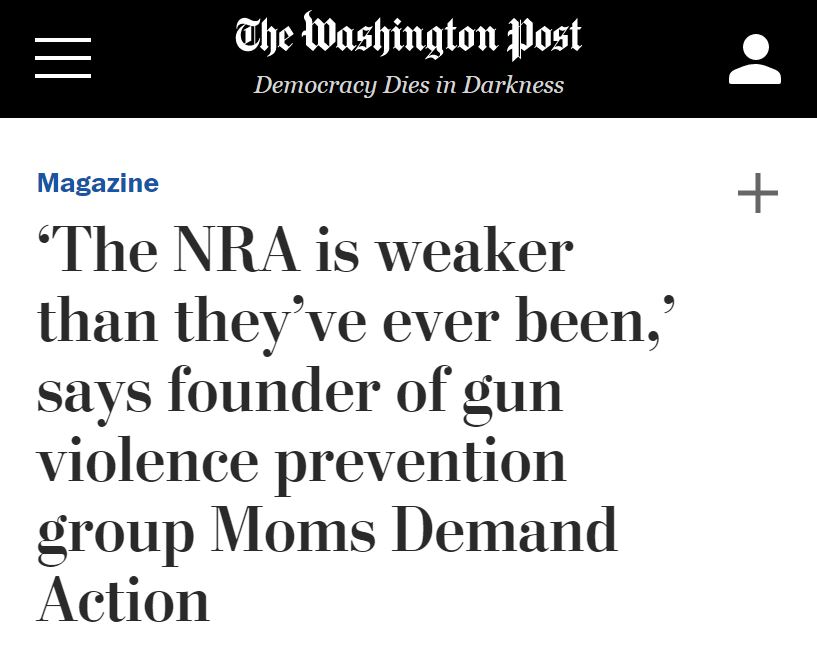 The Washington Post
Democracy Dies in Darkness
Magazine
‘The NRA is weaker
than they’ve ever been,’
says founder of gun
violence prevention
group Moms Demand
Action